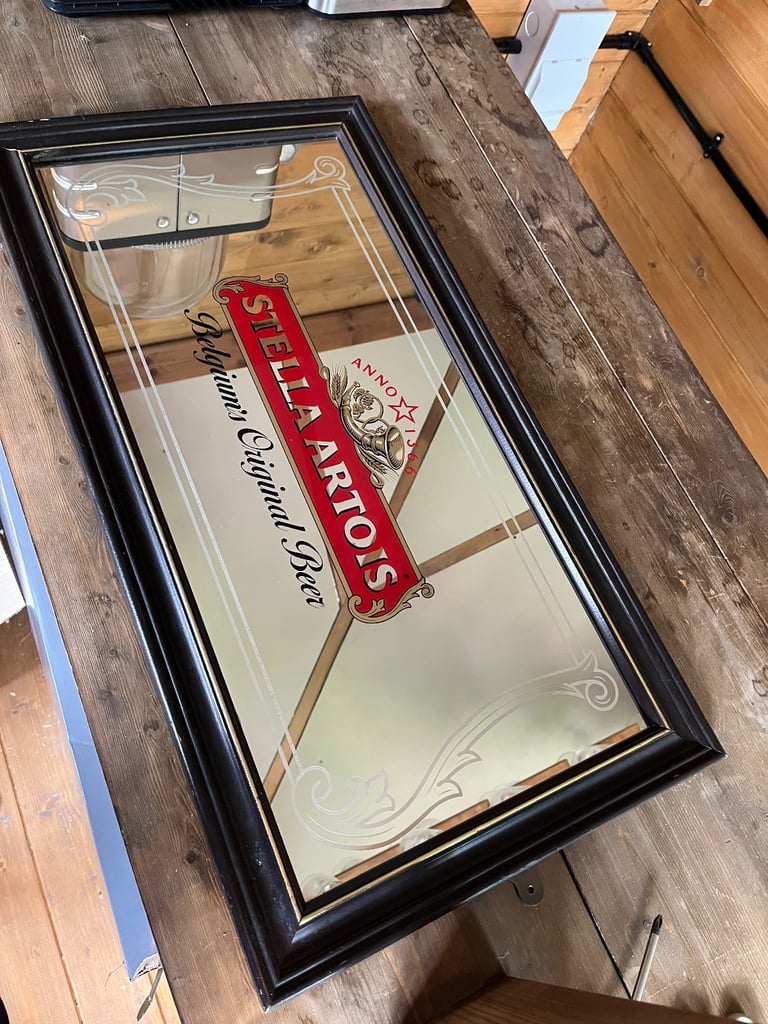 ANNO 1366
STELLA ARTOIS
Belgium's Original Beer